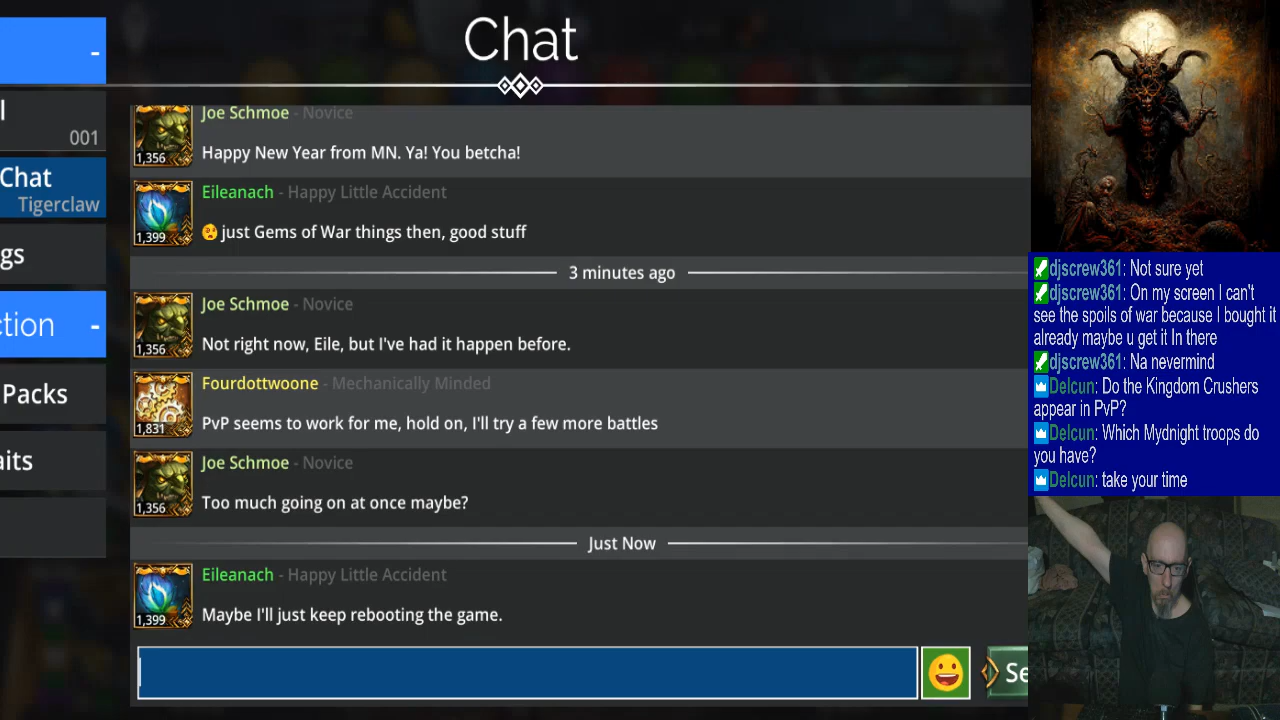 Chat
-
l
001
Chat
Tigerclaw
gs
ction -
Packs
aits
Joe Schmoe - Novice
1,356
Happy New Year from MN. Ya! You betcha!
Eileanach - Happy Little Accident
1,399
just Gems of War things then, good stuff
3 minutes ago
Joe Schmoe - Novice
1,356
Not right now, Eile, but I've had it happen before.
Fourdottwoone - Mechanically Minded
1,831
PvP seems to work for me, hold on, I'll try a few more battles
Joe Schmoe - Novice
1,356
Too much going on at once maybe?
Just Now
Eileanach - Happy Little Accident
1,399
Maybe I'll just keep rebooting the game.
Se
djscrew361: Not sure yet
djscrew361: On my screen I can't
see the spoils of war because I bought it
already maybe u get it In there
djscrew361: Na nevermind
Delcun: Do the Kingdom Crushers
appear in PvP?
Delcun: Which Mydnight troops do
you have?
Delcun: take your time